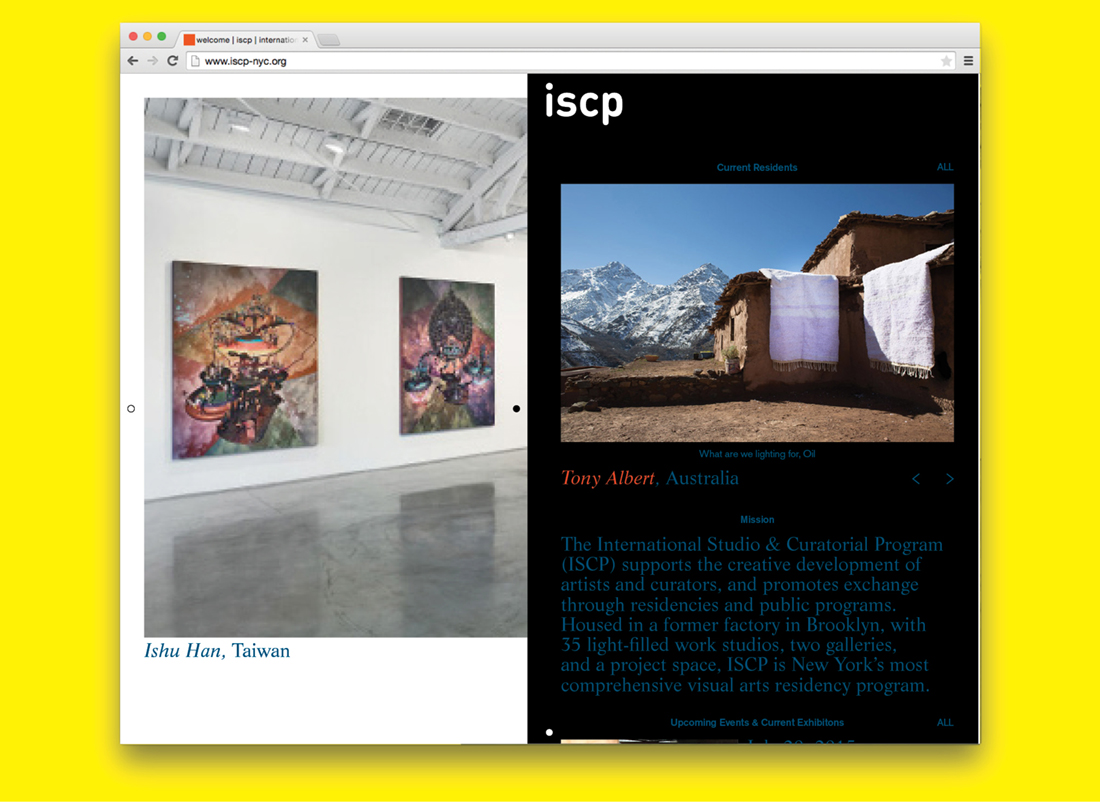 welcome | iscp | internatio
www.iscp-nyc.org
iscp
Current Residents
ALL
What are we lighting for, Oil
Tony Albert, Australia
< >
Mission
The International Studio & Curatorial Program
(ISCP) supports the creative development of
artists and curators, and promotes exchange
through residencies and public programs.
Housed in a former factory in Brooklyn, with
35 light-filled work studios, two galleries,
and a project space, ISCP is New York’s most
comprehensive visual arts residency program.
Upcoming Events & Current Exhibitons
ALL
Ishu Han, Taiwan